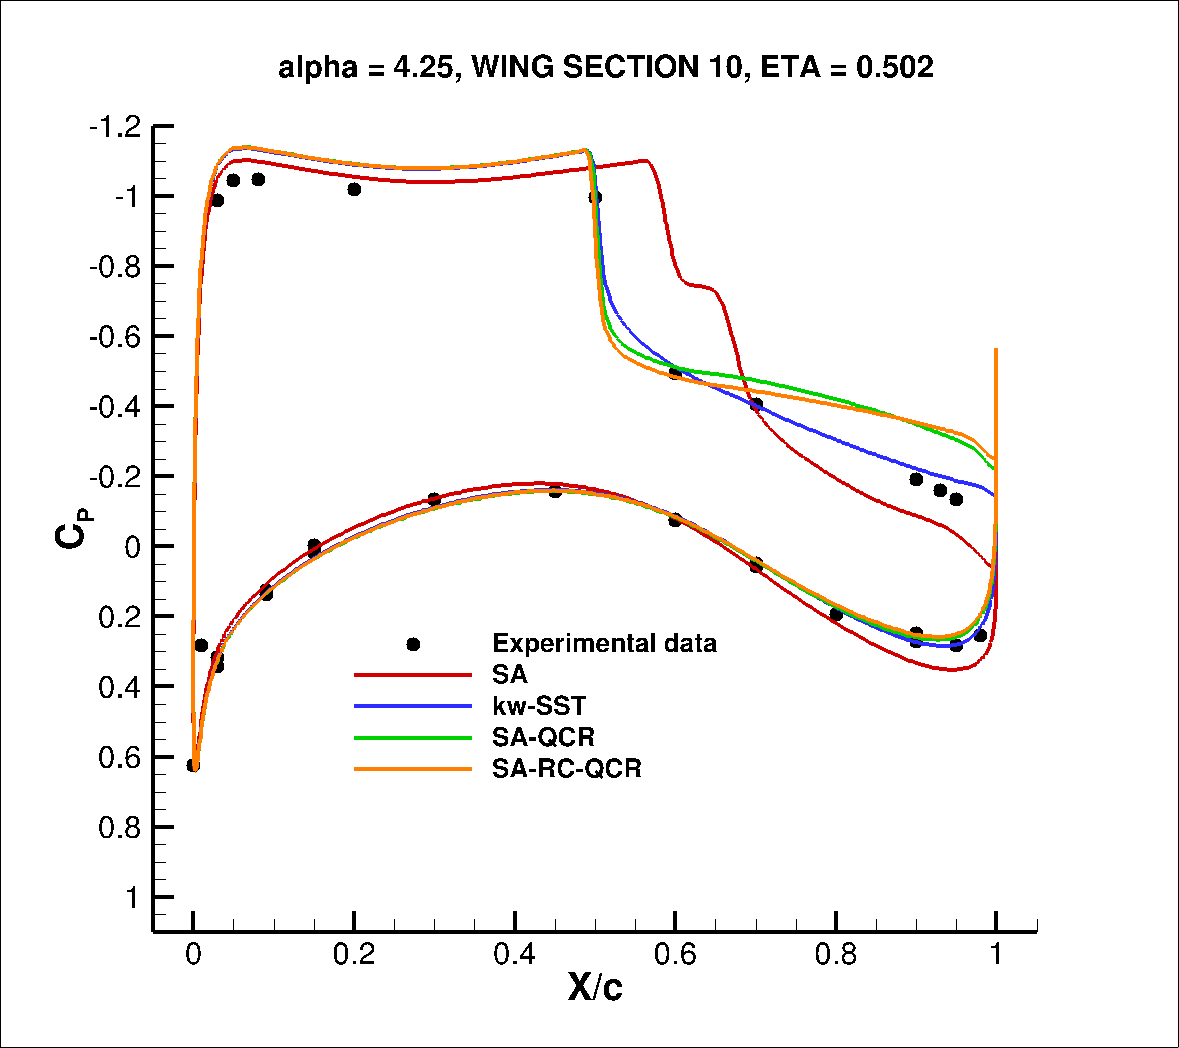 alpha = 4.25, WING SECTION 10, ETA = 0.502
-1.2
-1
-0.8
-0.6
-0.4
-0.2
0
0.2
0.4
0.6
0.8
1
CP
Experimental data
SA
kw-SST
SA-QCR
SA-RC-QCR
0 0.2 0.4 0.6 0.8 1
X/c